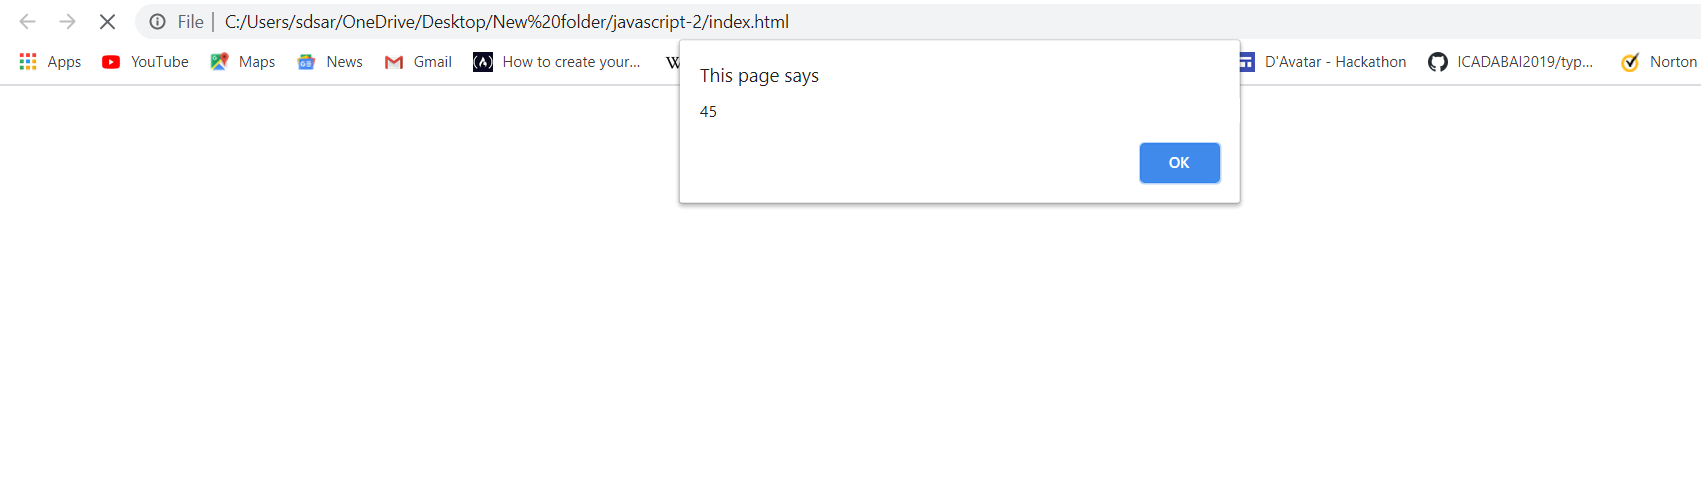 File | C:/Users/sdsar/OneDrive/Desktop/New%20folder/javascript-2/index.html
Apps YouTube Maps News Gmail How to create your... W D'Avatar - Hackathon ICADABAI2019/typ... Norton
This page says
45
OK